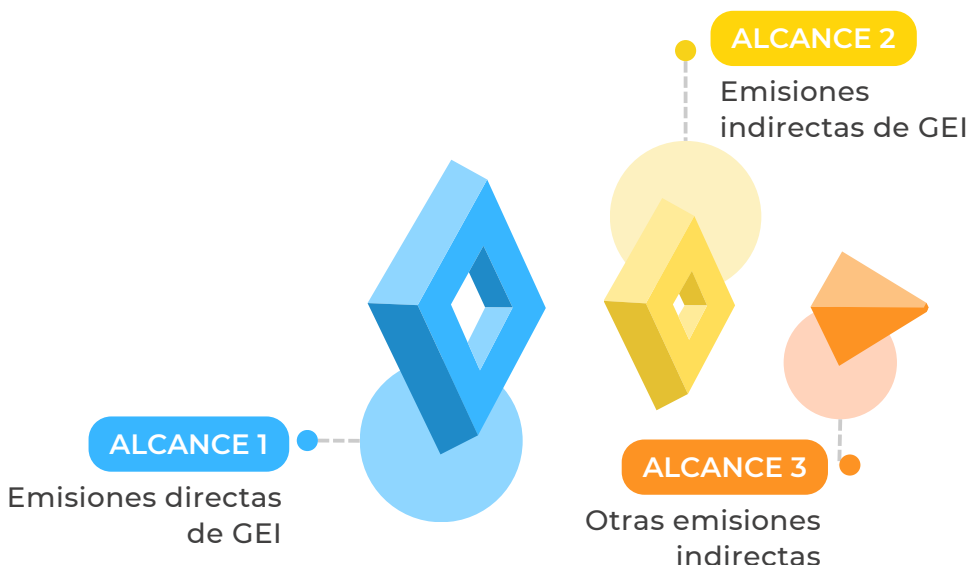 ALCANCE 2
Emisiones
indirectas de GEI
ALCANCE 1
Emisiones directas
de GEI
ALCANCE 3
Otras emisiones
indirectas